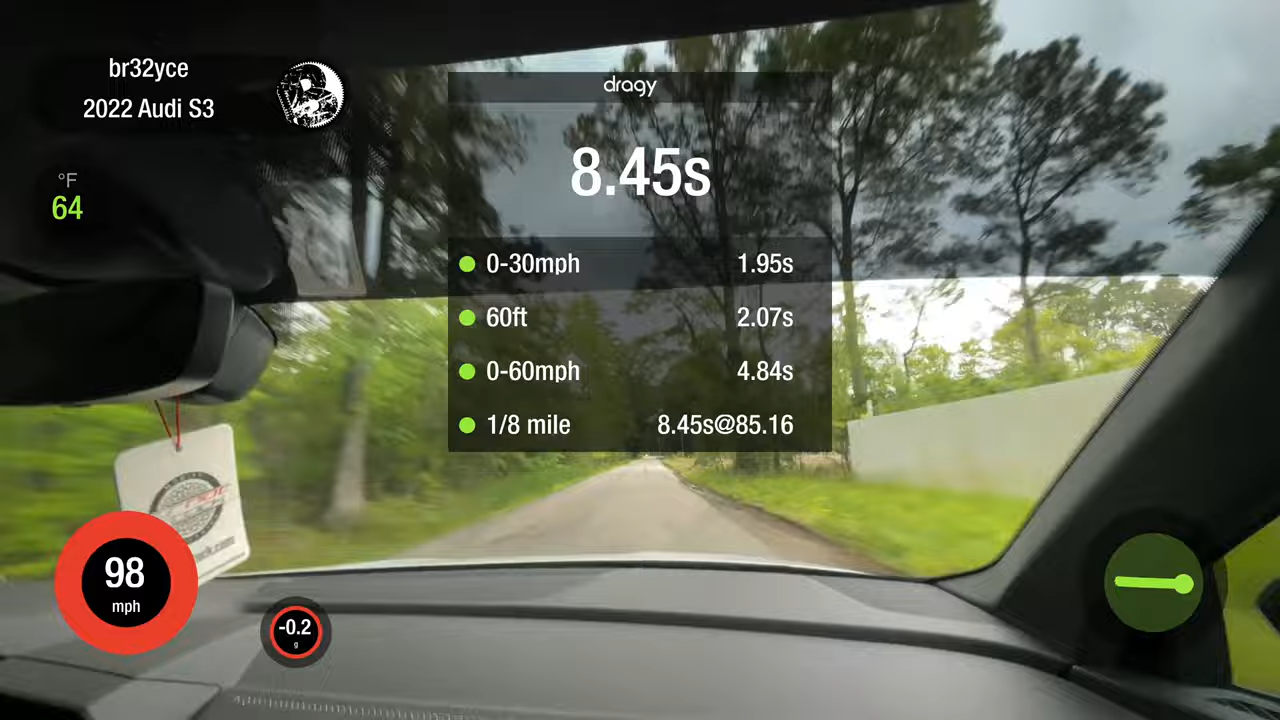 br32yce
2022 Audi S3
°F
64
dragy
8.45s
0-30mph 1.95s
60ft 2.07s
0-60mph 4.84s
1/8 mile 8.45s@85.16
98
mph
-0.2
g